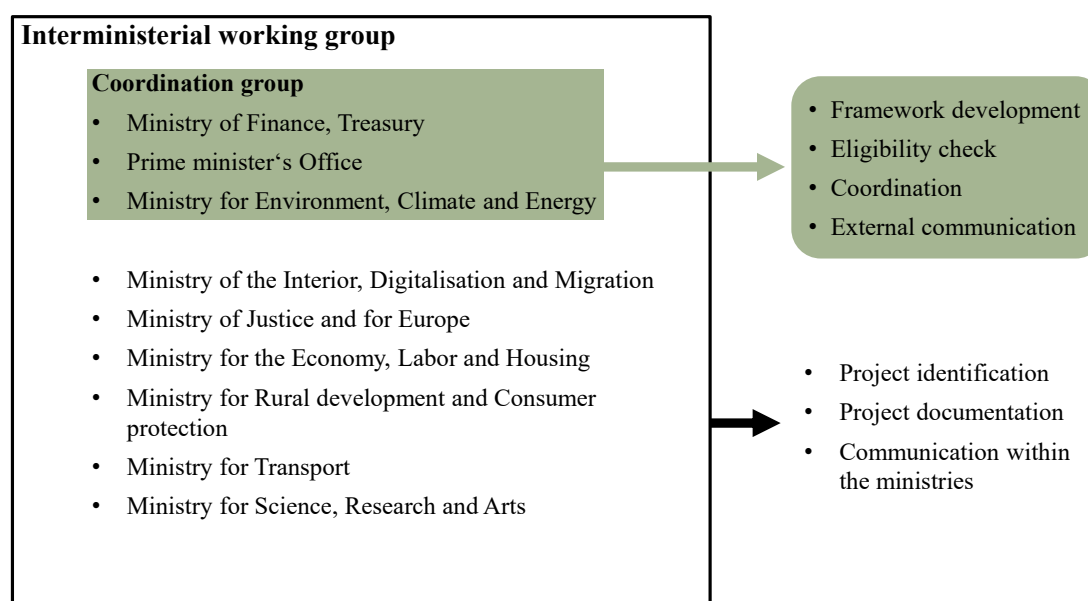 Interministerial working group
Coordination group
• Ministry of Finance, Treasury
• Prime minister‘s Office
• Ministry for Environment, Climate and Energy
• Ministry of the Interior, Digitalisation and Migration
• Ministry of Justice and for Europe
• Ministry for the Economy, Labor and Housing
• Ministry for Rural development and Consumer
protection
• Ministry for Transport
• Ministry for Science, Research and Arts
• Framework development
• Eligibility check
• Coordination
• External communication
• Project identification
• Project documentation
• Communication within
the ministries